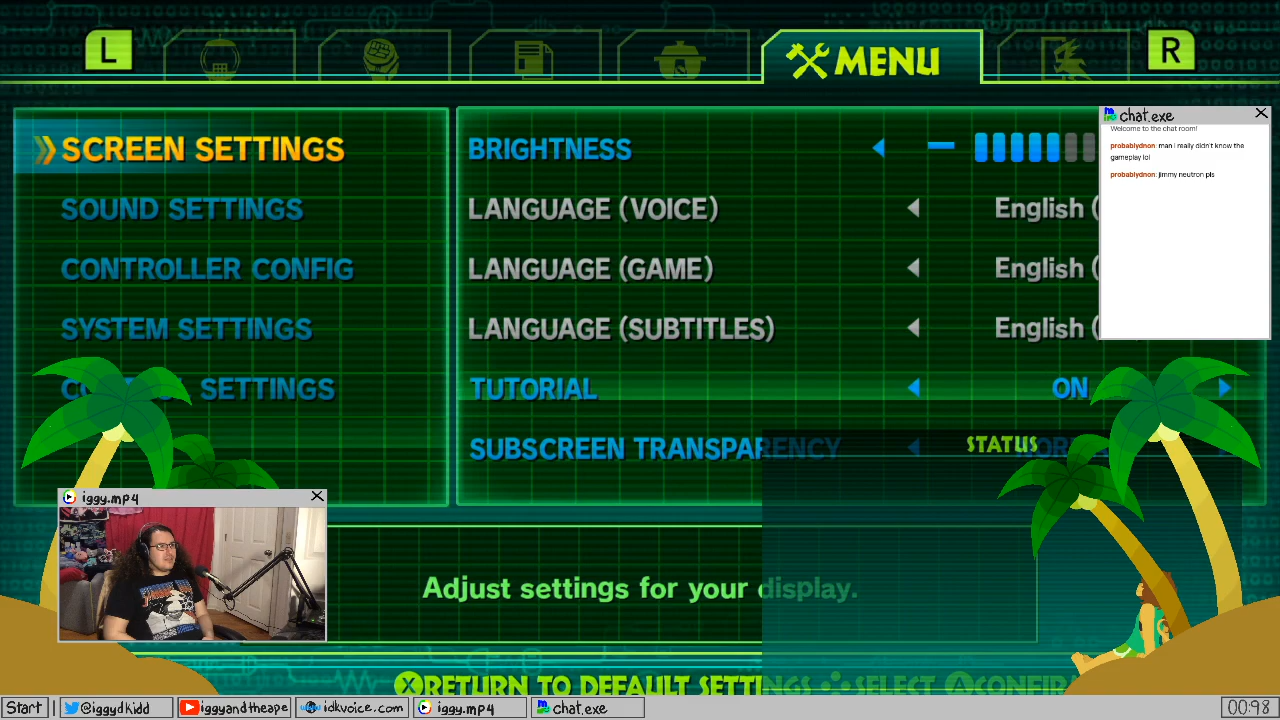 L
MENU
R
SCREEN SETTINGS
SOUND SETTINGS
CONTROLLER CONFIG
SYSTEM SETTINGS
SETTINGS
BRIGHTNESS
LANGUAGE (VOICE)
English (
LANGUAGE (GAME)
English (
LANGUAGE (SUBTITLES)
English (
TUTORIAL
ON
SUBSCREEN TRANSPARENCY
STATUS
chat.exe
Welcome to the chat room!
probablydnon: man i really didn't know the
gameplay lol
probablydnon: jimmy neutron pls
iggy.mp4
Adjust settings for your display.
X RETURN TO DEFAULT SETTINGS SELECT A CONFIRM
Start
@iggydkidd
iggyandtheape
idkvoice.com
iggy.mp4
chat.exe
00:98